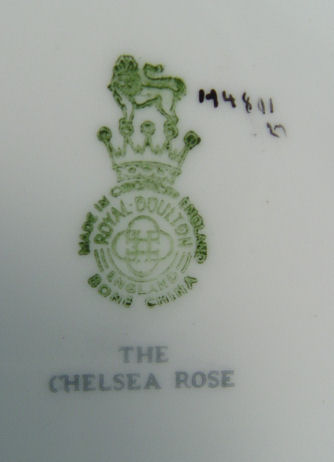 H4801
MADE IN ENGLAND
ROYAL·DOULTON
ENGLAND
BONE CHINA
THE
CHELSEA ROSE